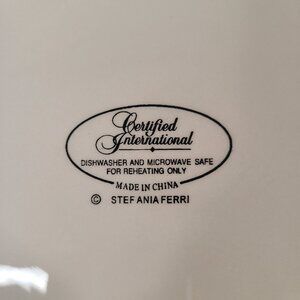 Certified
International
DISHWASHER AND MICROWAVE SAFE
FOR REHEATING ONLY
MADE IN CHINA
© STEFANIA FERRI